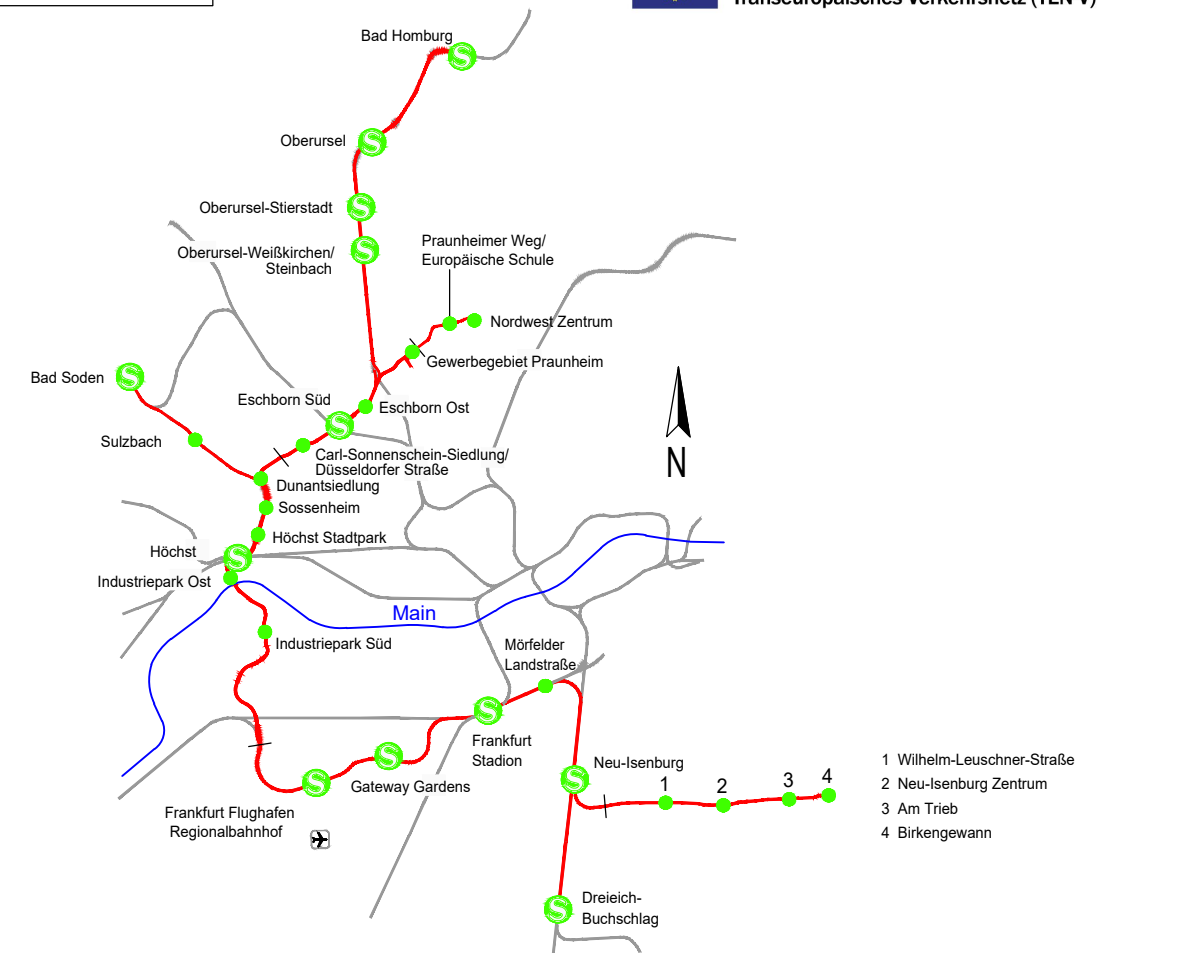 Transeuropäisches Verkehrsnetz (TEN-V)
Bad Homburg
Oberursel
Oberursel-Stierstadt
Oberursel-Weißkirchen/
Steinbach
Praunheimer Weg/
Europäische Schule
Nordwest Zentrum
Gewerbegebiet Praunheim
Bad Soden
Eschborn Süd
Eschborn Ost
Sulzbach
Carl-Sonnenschein-Siedlung/
Düsseldorfer Straße
Dunantsiedlung
N
Sossenheim
Höchst Stadtpark
Höchst
Industriepark Ost
Main
Industriepark Süd
Mörfelder
Landstraße
Frankfurt
Stadion
Neu-Isenburg
Gateway Gardens
Frankfurt Flughafen
Regionalbahnhof
1
2
3
4
1 Wilhelm-Leuschner-Straße
2 Neu-Isenburg Zentrum
3 Am Trieb
4 Birkengewann
Dreieich-
Buchschlag